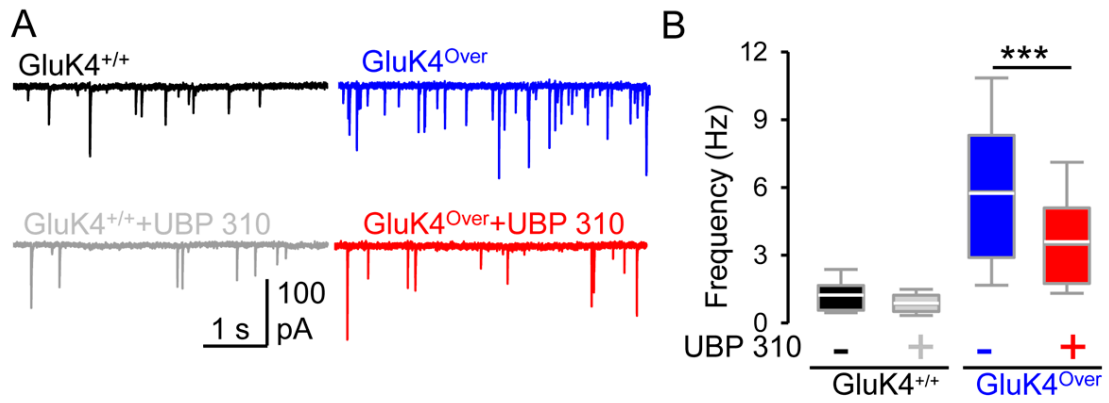 A
GluK4+/+
GluK4Over
GluK4+/++UBP 310
GluK4Over+UBP 310
100
pA
1 s
B
***
12
9
6
3
0
Frequency (Hz)
UBP 310 - + - +
GluK4+/+ GluK4Over